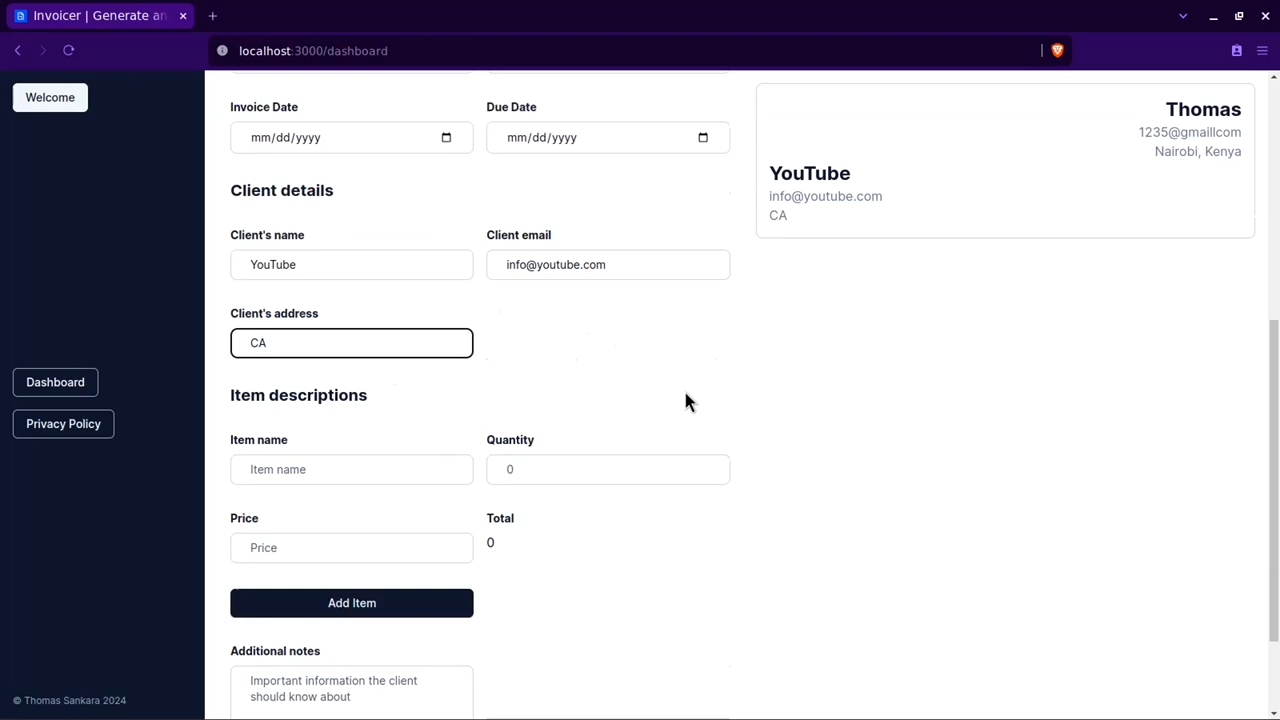 Invoicer | Generate an
localhost:3000/dashboard
Welcome
Dashboard
Privacy Policy
© Thomas Sankara 2024
Invoice Date
Due Date
mm/dd/yyyy
mm/dd/yyyy
Client details
Client's name
Client email
YouTube
info@youtube.com
Client's address
CA
Item descriptions
Item name
Quantity
Item name
0
Price
Total
Price
0
Add Item
Additional notes
Important information the client
should know about
Thomas
1235@gmaillcom
Nairobi, Kenya
YouTube
info@youtube.com
CA